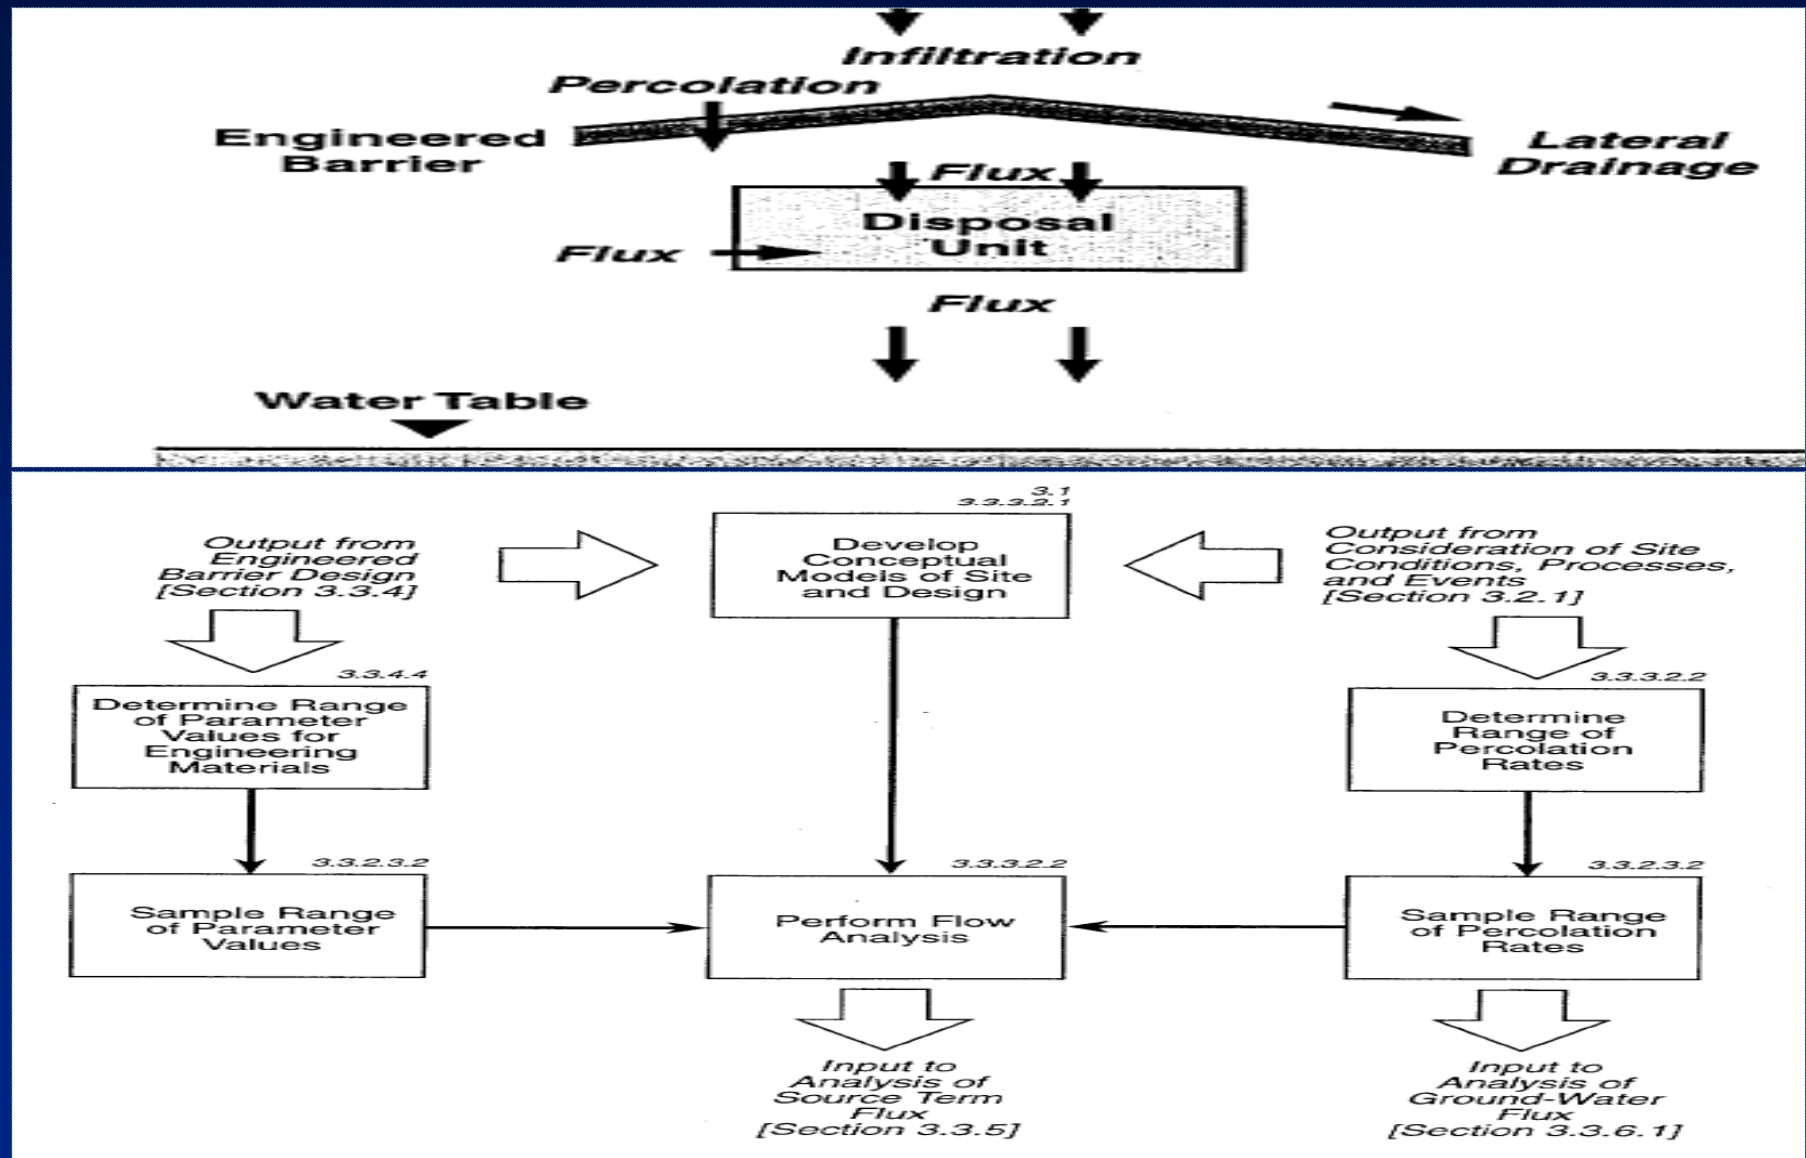 Infiltration
Percolation
Engineered
Barrier
Lateral
Drainage
Flux
Disposal
Unit
Flux
Flux
Water Table
3.1
3.3.3.2.1
Develop
Conceptual
Models of Site
and Design
Output from
Engineered
Barrier Design
[Section 3.3.4]
Output from
Consideration of Site
Conditions, Processes,
and Events
[Section 3.2.1]
3.3.4.4
Determine Range
of Parameter
Values for
Engineering
Materials
3.3.3.2.2
Determine
Range of
Percolation
Rates
3.3.2.3.2
Sample Range
of Parameter
Values
3.3.3.2.2
Perform Flow
Analysis
3.3.2.3.2
Sample Range
of Percolation
Rates
Input to
Analysis of
Source Term
Flux
[Section 3.3.5]
Input to
Analysis of
Ground-Water
Flux
[Section 3.3.6.1]